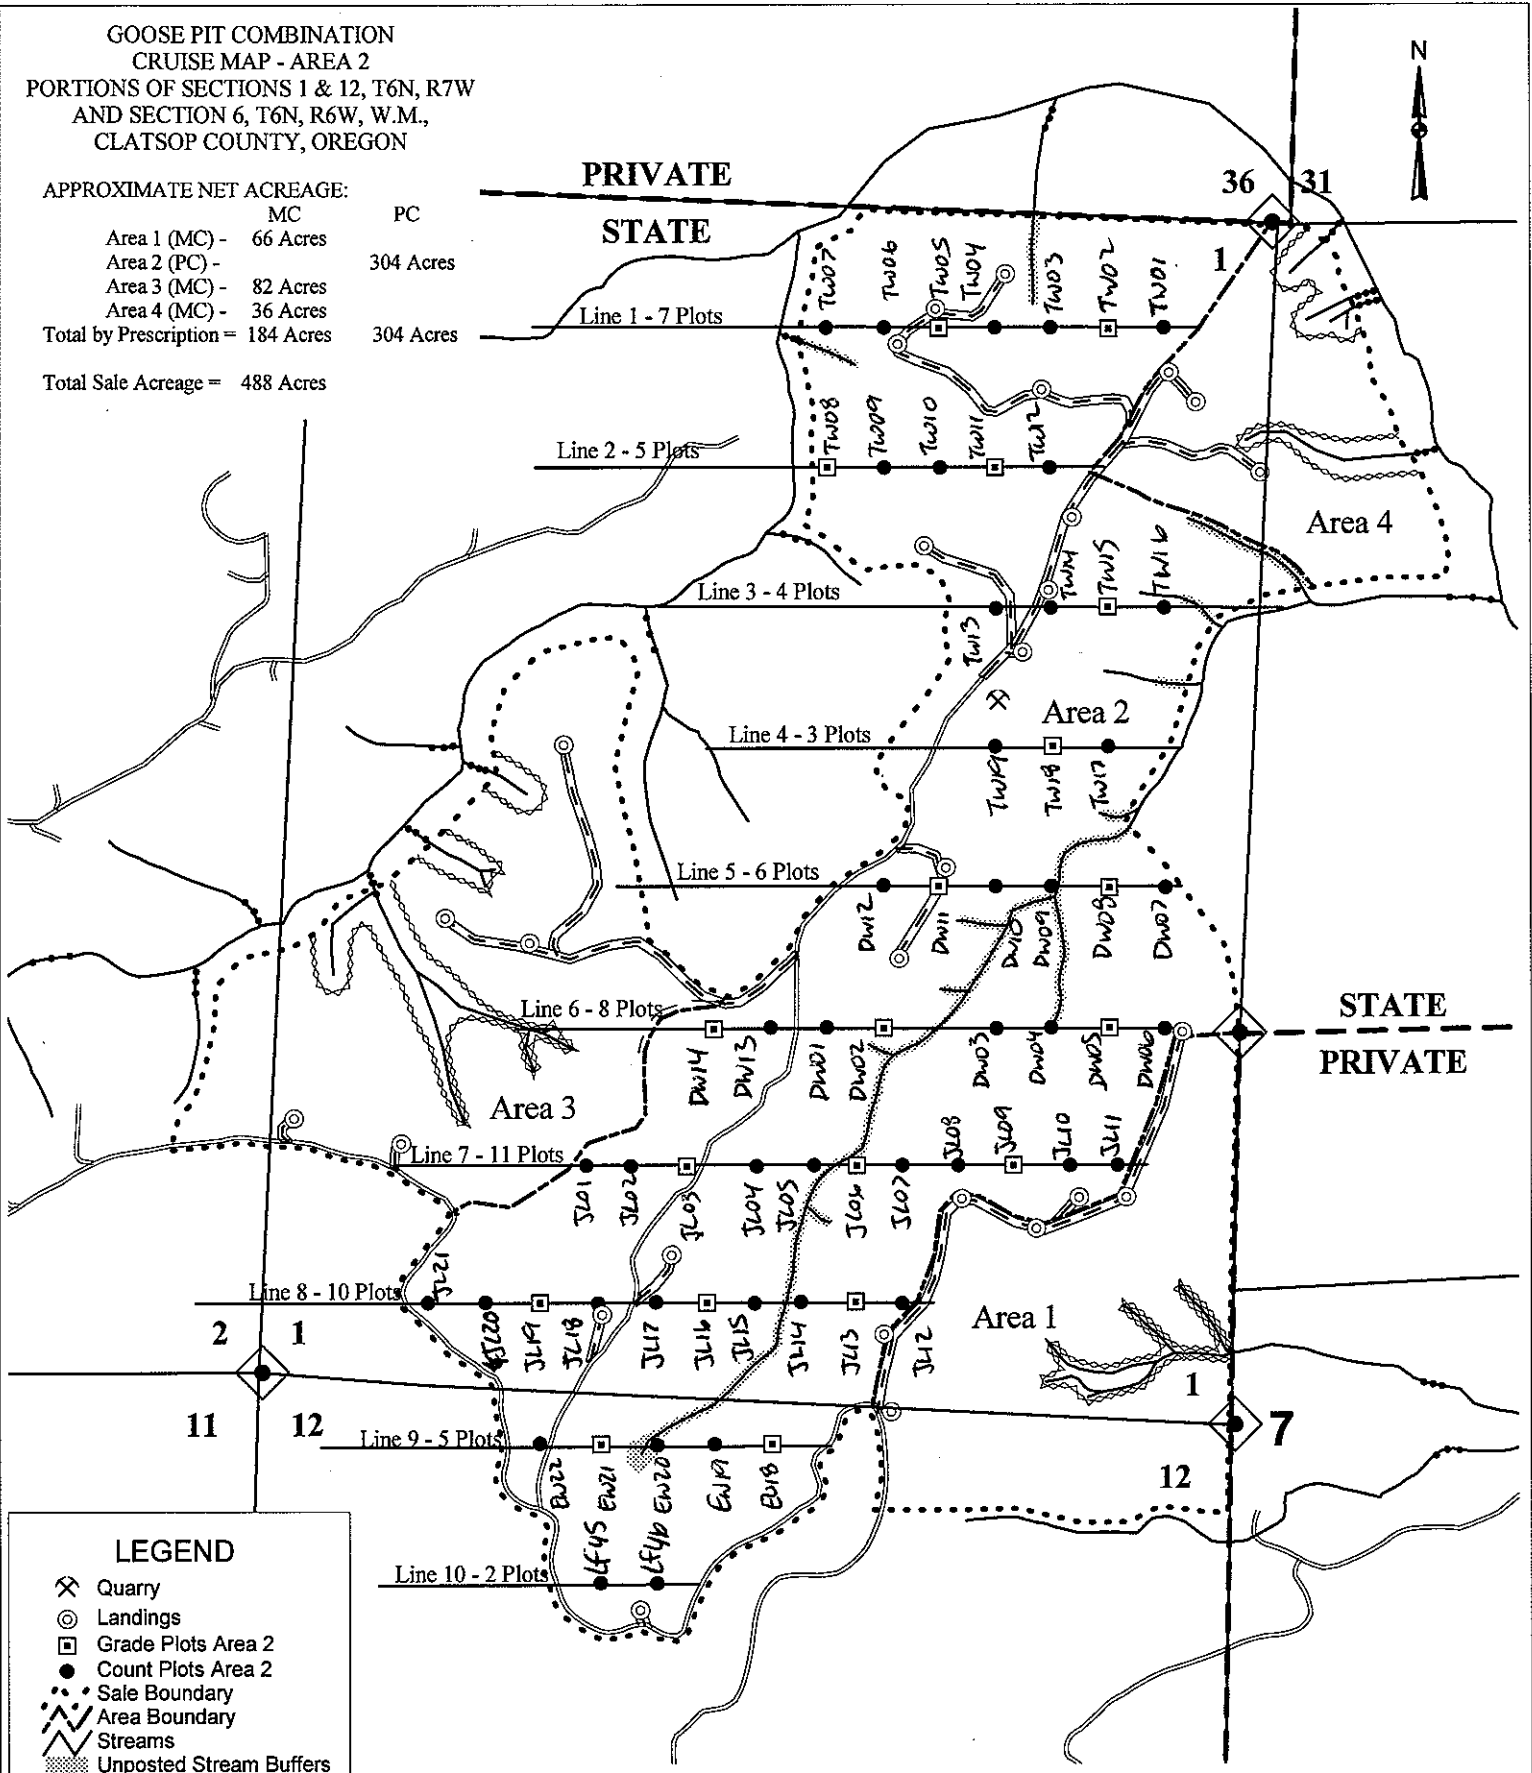 GOOSE PIT COMBINATION
CRUISE MAP - AREA 2
PORTIONS OF SECTIONS 1 & 12, T6N, R7W
AND SECTION 6, T6N, R6W, W.M.,
CLATSOP COUNTY, OREGON
APPROXIMATE NET ACREAGE:
MC PC
Area 1 (MC) - 66 Acres
Area 2 (PC) - 304 Acres
Area 3 (MC) - 82 Acres
Area 4 (MC) - 36 Acres
Total by Prescription = 184 Acres 304 Acres
Total Sale Acreage = 488 Acres
N
PRIVATE
STATE
36 31
1
TW07 TW06 TW05 TW04 TW03 TW02 TW01
Line 1 - 7 Plots
TW08 TW09 TW10 TW11 TW12
Line 2 - 5 Plots
Area 4
TW14 TW15 TW16
Line 3 - 4 Plots
TW13
Area 2
Line 4 - 3 Plots
TW19 TW18 TW17
Line 5 - 6 Plots
DW12 DW11 DW10 DW09 DW08 DW07
STATE
PRIVATE
Line 6 - 8 Plots
DW14 DW13 DW01 DW02 DW03 DW04 DW05 DW06
Area 3
JL08 JL09 JL10 JL11
Line 7 - 11 Plots
JL01 JL02 JL03 JL04 JL05 JL06 JL07
JL21
Line 8 - 10 Plots
Area 1
JL20 JL19 JL18 JL17 JL16 JL15 JL14 JL13 JL12
2 1
1
11 12
7
Line 9 - 5 Plots
EW22 EW21 EW20 EW19 EW18
12
LF45 LF46
Line 10 - 2 Plots
LEGEND
Quarry
Landings
Grade Plots Area 2
Count Plots Area 2
Sale Boundary
Area Boundary
Streams
Unposted Stream Buffers